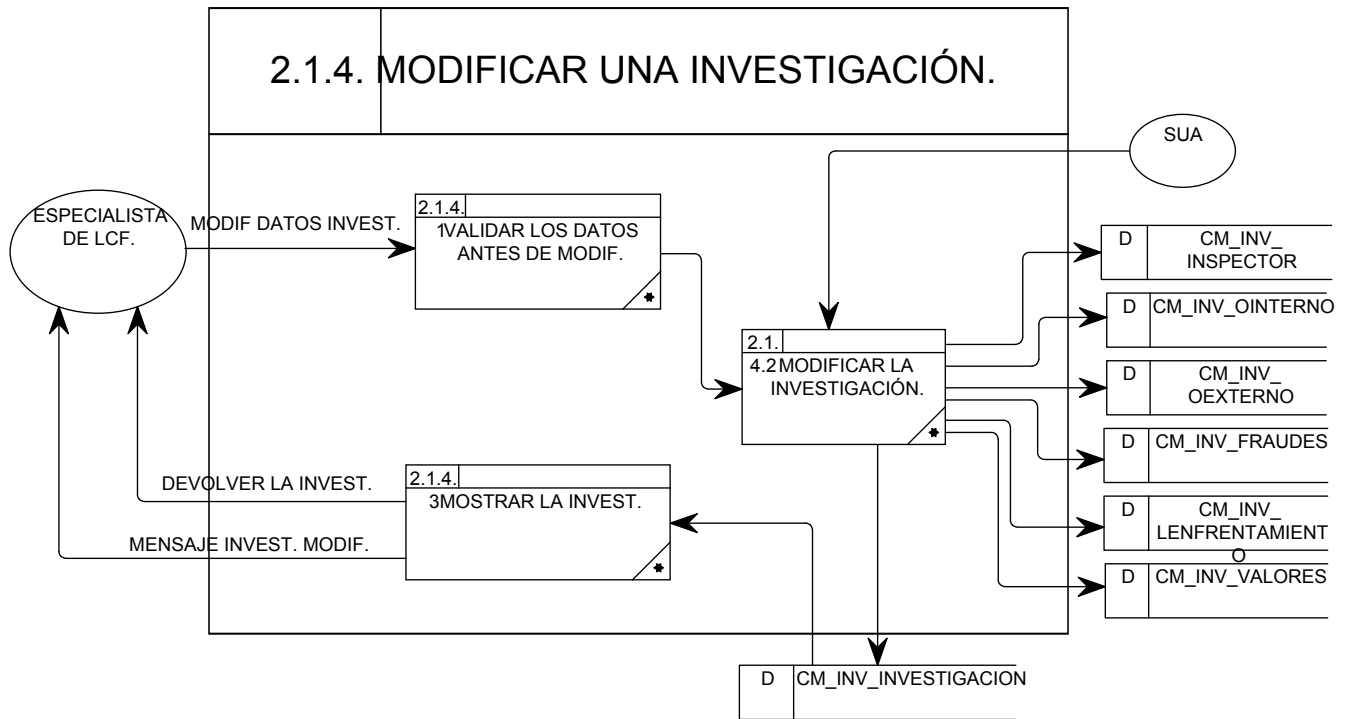 2.1.4. MODIFICAR UNA INVESTIGACIÓN.
SUA
ESPECIALISTA
DE LCF.
MODIF DATOS INVEST.
2.1.4.
1VALIDAR LOS DATOS
ANTES DE MODIF.
D
CM_INV_
INSPECTOR
D
CM_INV_OINTERNO
2.1.
4.2 MODIFICAR LA
INVESTIGACIÓN.
D
CM_INV_
OEXTERNO
D
CM_INV_FRAUDES
2.1.4.
3MOSTRAR LA INVEST.
DEVOLVER LA INVEST.
MENSAJE INVEST. MODIF.
D
CM_INV_
LENFRENTAMIENT
O
D
CM_INV_VALORES
D
CM_INV_INVESTIGACION